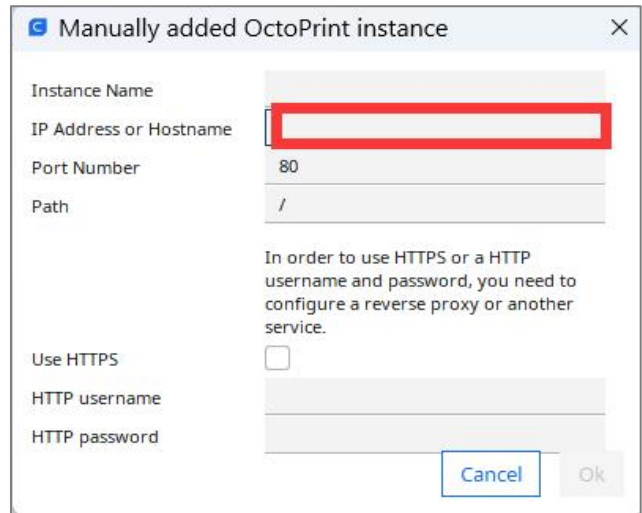 Manually added OctoPrint instance
Instance Name
IP Address or Hostname
Port Number 80
Path /
In order to use HTTPS or a HTTP
username and password, you need to
configure a reverse proxy or another
service.
Use HTTPS
HTTP username
HTTP password
Cancel Ok